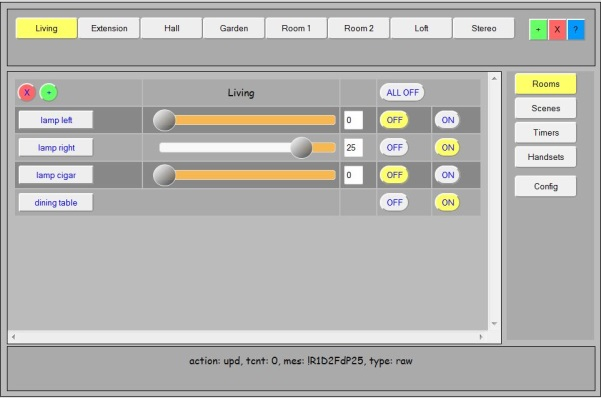 Living Extension Hall Garden Room 1 Room 2 Loft Stereo + X ?
X + Living ALL OFF
lamp left 0 OFF ON
lamp right 25 OFF ON
lamp cigar 0 OFF ON
dining table OFF ON
Rooms
Scenes
Timers
Handsets
Config
action: upd, tcnt: 0, mes: !R1D2FdP25, type: raw